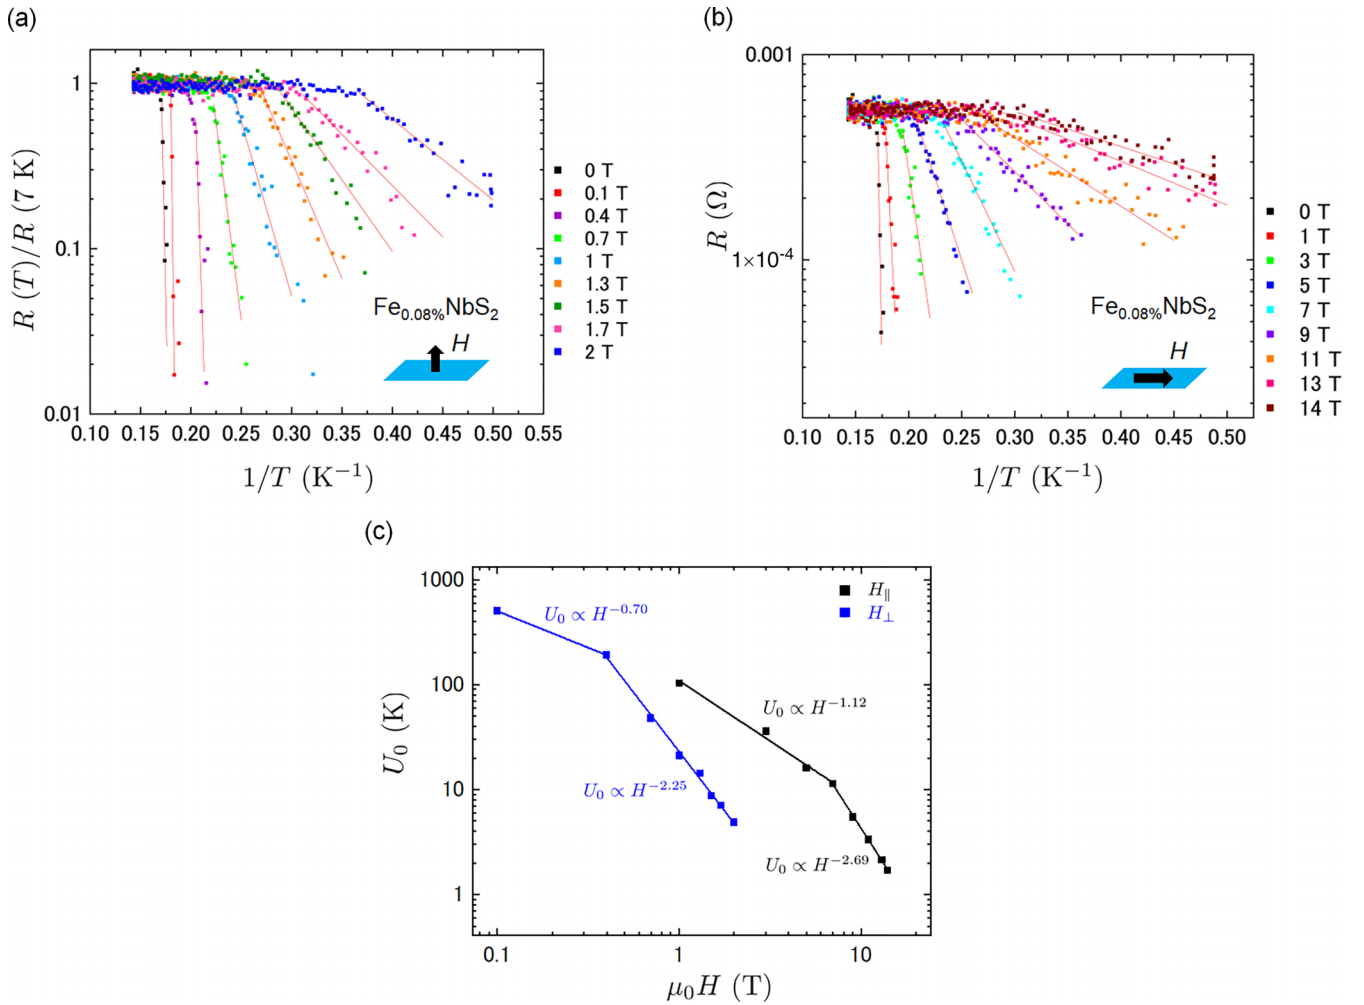 (a)
1
0.1
0.01
R (T)/R (7 K)
0.10 0.15 0.20 0.25 0.30 0.35 0.40 0.45 0.50 0.55
1/T (K⁻¹)
0 T
0.1 T
0.4 T
0.7 T
1 T
1.3 T
1.5 T
1.7 T
2 T
Fe₀.₀₈%NbS₂
H
(b)
0.001
1×10⁻⁴
R (Ω)
0.10 0.15 0.20 0.25 0.30 0.35 0.40 0.45 0.50
1/T (K⁻¹)
0 T
1 T
3 T
5 T
7 T
9 T
11 T
13 T
14 T
Fe₀.₀₈%NbS₂
H
(c)
1000
100
10
1
U₀ (K)
U₀ ∝ H⁻⁰·⁷⁰
H∥
H⊥
U₀ ∝ H⁻¹·¹²
U₀ ∝ H⁻²·²⁵
U₀ ∝ H⁻²·⁶⁹
0.1 1 10
μ₀H (T)